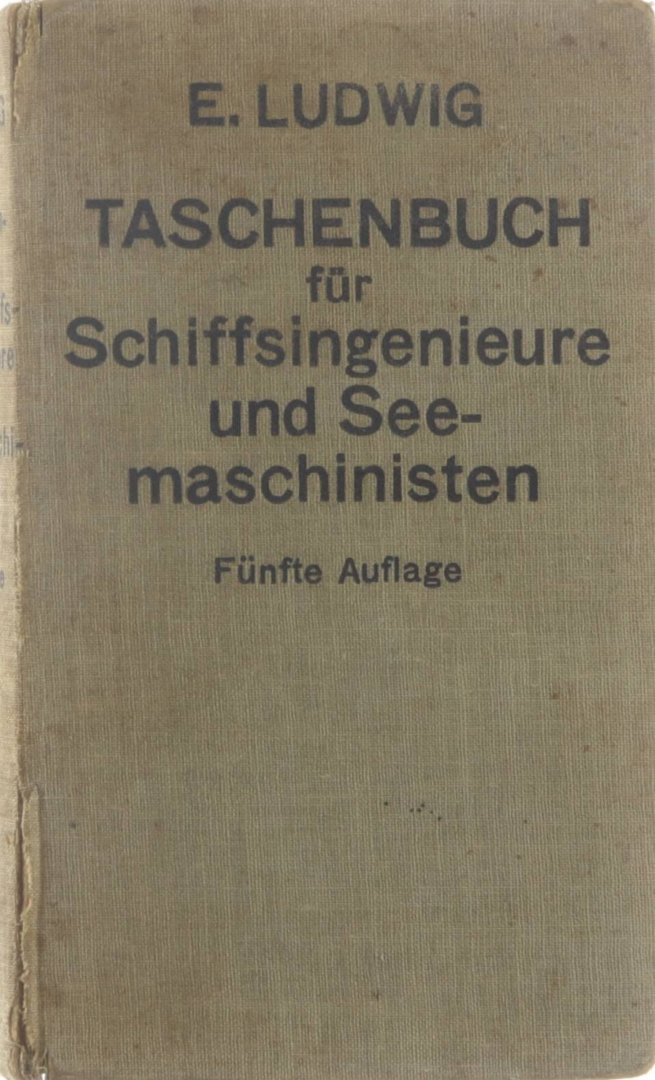 E. LUDWIG
TASCHENBUCH
für
Schiffsingenieure
und See-
maschinisten
Fünfte Auflage